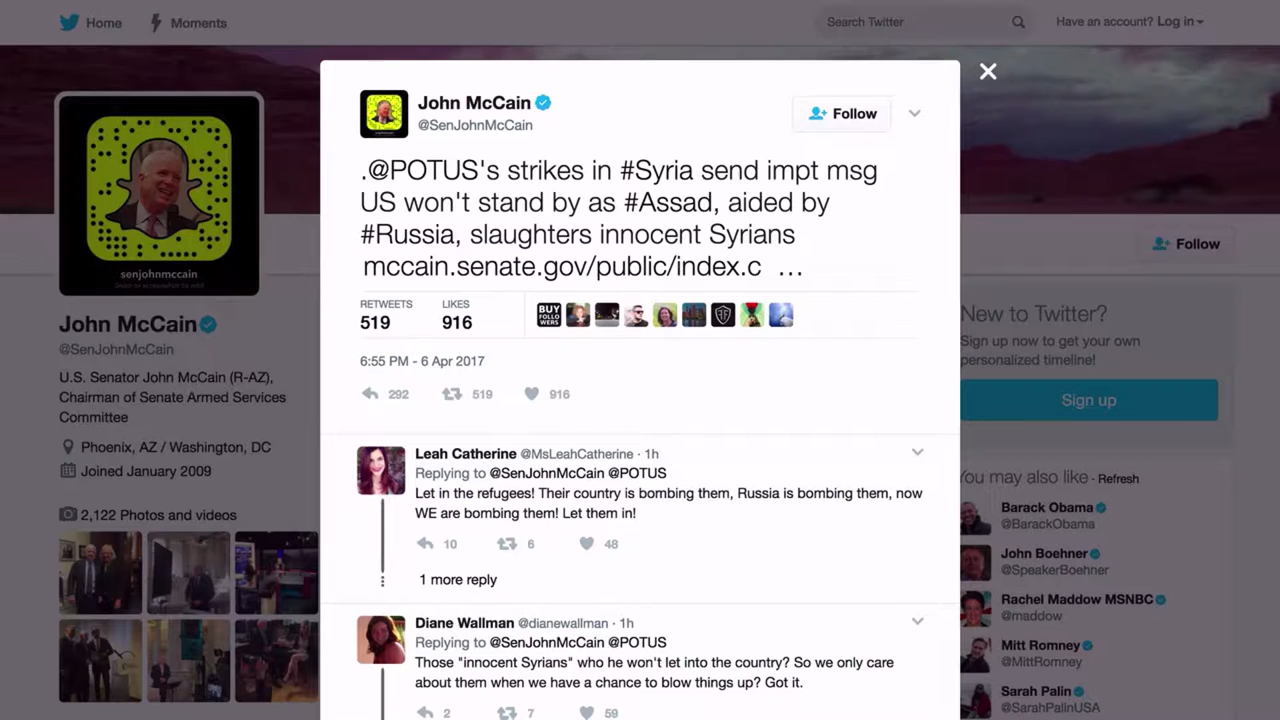 Home
Moments
Search Twitter
Have an account? Log in
John McCain
@SenJohnMcCain
Follow
.@POTUS's strikes in #Syria send impt msg
US won't stand by as #Assad, aided by
#Russia, slaughters innocent Syrians
mccain.senate.gov/public/index.c …
RETWEETS
519
LIKES
916
BUY
FOLLO
WERS
6:55 PM - 6 Apr 2017
292
519
916
Leah Catherine @MsLeahCatherine · 1h
Replying to @SenJohnMcCain @POTUS
Let in the refugees! Their country is bombing them, Russia is bombing them, now
WE are bombing them! Let them in!
10
6
48
1 more reply
Diane Wallman @dianewallman · 1h
Replying to @SenJohnMcCain @POTUS
Those "innocent Syrians" who he won't let into the country? So we only care
about them when we have a chance to blow things up? Got it.
2
7
59
senjohnmccain
John McCain
@SenJohnMcCain
U.S. Senator John McCain (R-AZ),
Chairman of Senate Armed Services
Committee
Phoenix, AZ / Washington, DC
Joined January 2009
2,122 Photos and videos
Follow
New to Twitter?
Sign up now to get your own
personalized timeline!
Sign up
You may also like · Refresh
Barack Obama
@BarackObama
John Boehner
@SpeakerBoehner
Rachel Maddow MSNBC
@maddow
Mitt Romney
@MittRomney
Sarah Palin
@SarahPalinUSA